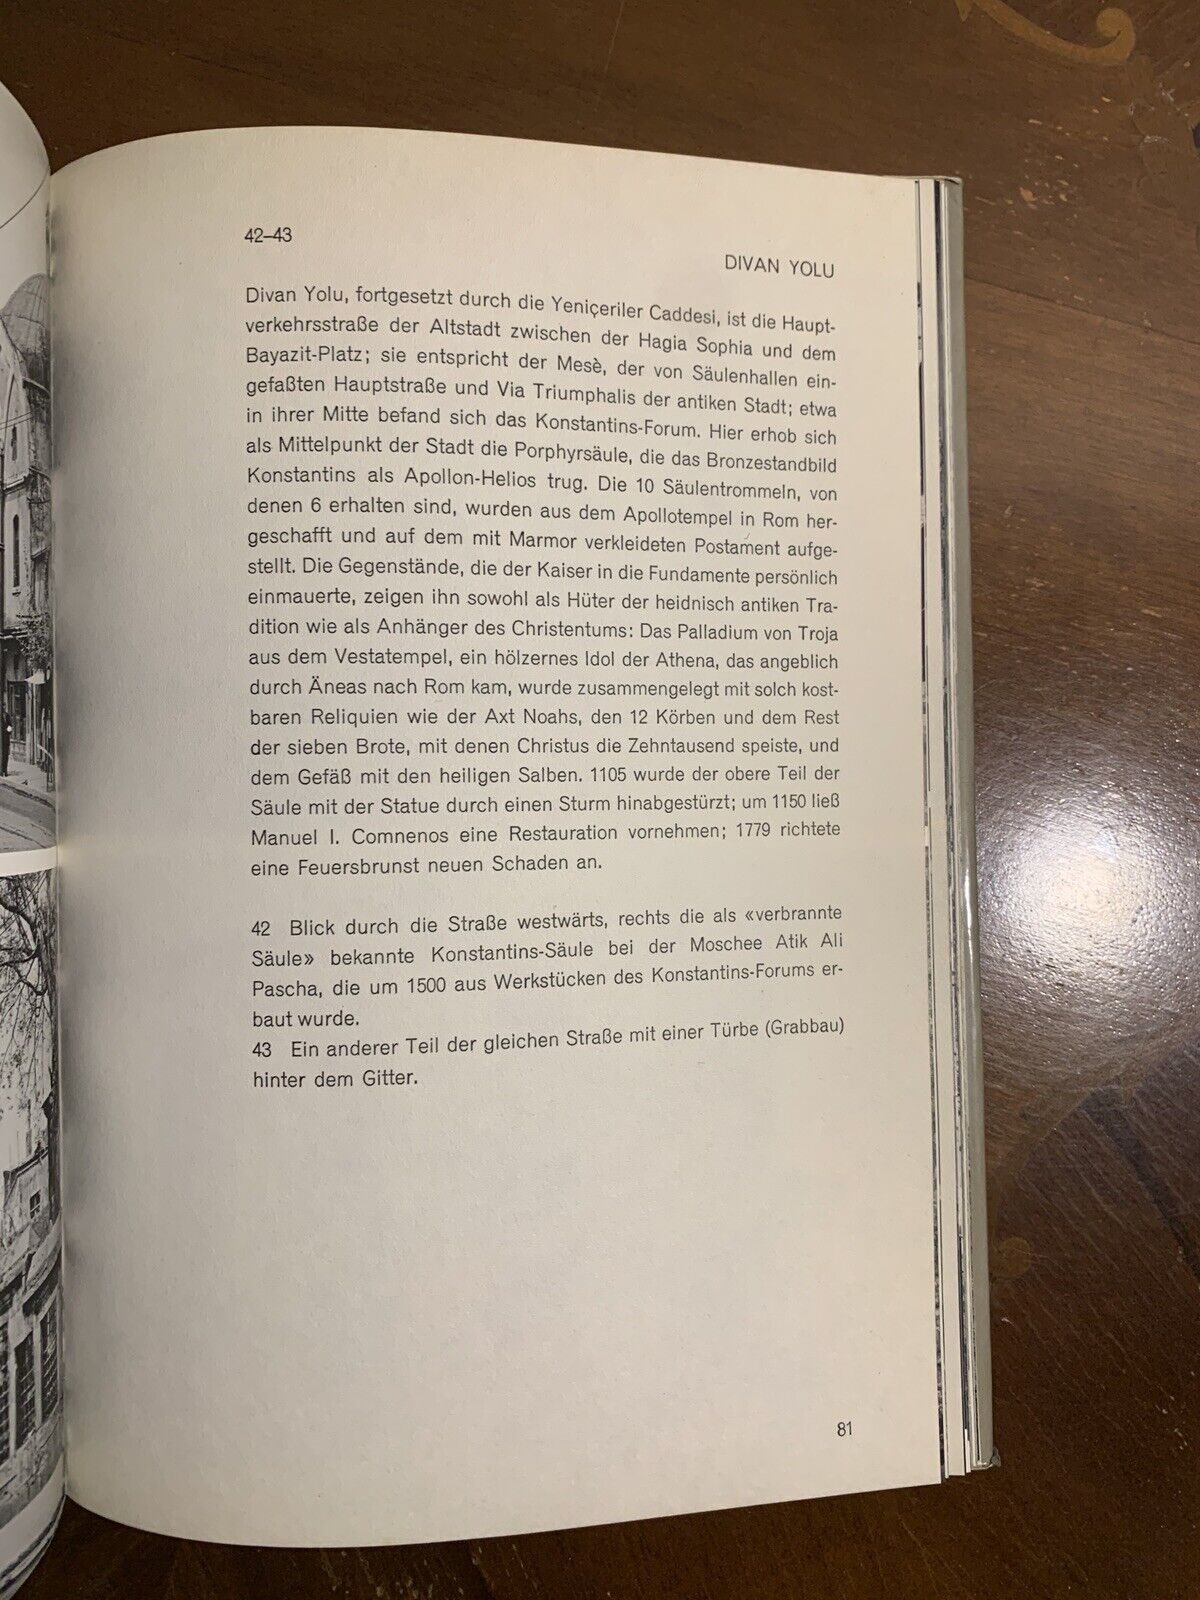 42–43
DIVAN YOLU
Divan Yolu, fortgesetzt durch die Yeniçeriler Caddesi, ist die Haupt-
verkehrsstraße der Altstadt zwischen der Hagia Sophia und dem
Bayazit-Platz; sie entspricht der Mesè, der von Säulenhallen ein-
gefaßten Hauptstraße und Via Triumphalis der antiken Stadt; etwa
in ihrer Mitte befand sich das Konstantins-Forum. Hier erhob sich
als Mittelpunkt der Stadt die Porphyrsäule, die das Bronzestandbild
Konstantins als Apollon-Helios trug. Die 10 Säulentrommeln, von
denen 6 erhalten sind, wurden aus dem Apollotempel in Rom her-
geschafft und auf dem mit Marmor verkleideten Postament aufge-
stellt. Die Gegenstände, die der Kaiser in die Fundamente persönlich
einmauerte, zeigen ihn sowohl als Hüter der heidnisch antiken Tra-
dition wie als Anhänger des Christentums: Das Palladium von Troja
aus dem Vestatempel, ein hölzernes Idol der Athena, das angeblich
durch Äneas nach Rom kam, wurde zusammengelegt mit solch kost-
baren Reliquien wie der Axt Noahs, den 12 Körben und dem Rest
der sieben Brote, mit denen Christus die Zehntausend speiste, und
dem Gefäß mit den heiligen Salben. 1105 wurde der obere Teil der
Säule mit der Statue durch einen Sturm hinabgestürzt; um 1150 ließ
Manuel I. Comnenos eine Restauration vornehmen; 1779 richtete
eine Feuersbrunst neuen Schaden an.
42 Blick durch die Straße westwärts, rechts die als «verbrannte
Säule» bekannte Konstantins-Säule bei der Moschee Atik Ali
Pascha, die um 1500 aus Werkstücken des Konstantins-Forums er-
baut wurde.
43 Ein anderer Teil der gleichen Straße mit einer Türbe (Grabbau)
hinter dem Gitter.
81